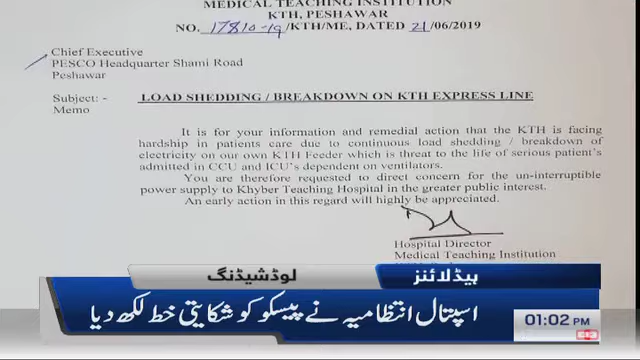 MEDICAL TEACHING INSTITUTION
KTH, PESHAWAR
NO. 17810-19/KTH/ME, DATED 21/06/2019
Chief Executive
PESCO Headquarter Shami Road
Peshawar
Subject: - LOAD SHEDDING / BREAKDOWN ON KTH EXPRESS LINE
Memo
It is for your information and remedial action that the KTH is facing
hardship in patients care due to continuous load shedding / breakdown of
electricity on our own KTH Feeder which is threat to the life of serious patient's
admitted in CCU and ICU's dependent on ventilators.
You are therefore requested to direct concern for the un-interruptible
power supply to Khyber Teaching Hospital in the greater public interest.
An early action in this regard will highly be appreciated.
Hospital Director
Medical Teaching Institution
ہیڈلائنز
لوڈشیڈنگ
اسپتال انتظامیہ نے پیسکو کو شکایتی خط لکھ دیا
01:02 PM